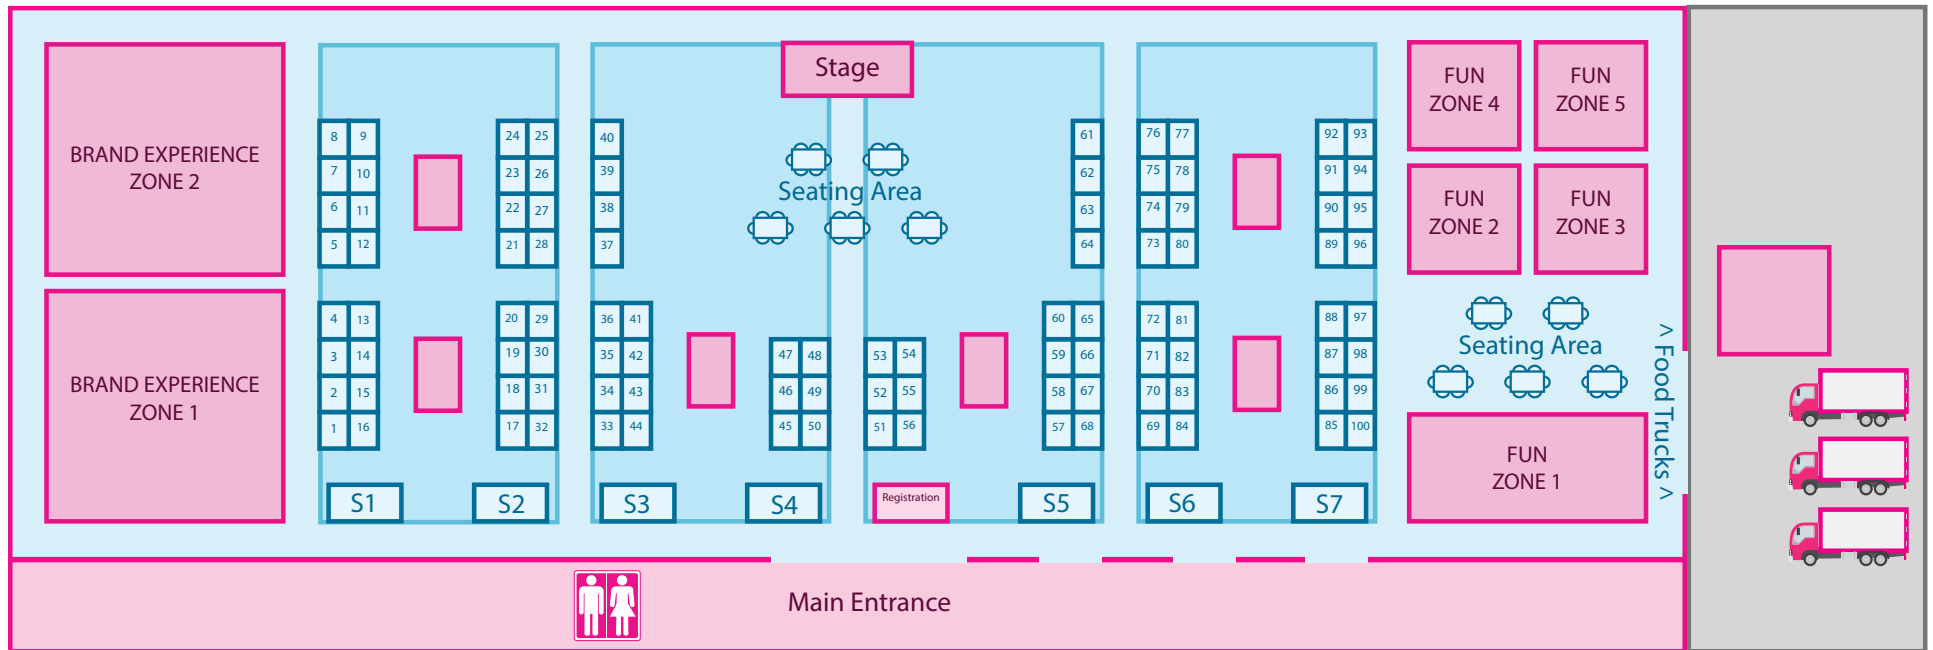 Stage
BRAND EXPERIENCE
ZONE 2
BRAND EXPERIENCE
ZONE 1
8 9
7 10
6 11
5 12
4 13
3 14
2 15
1 16
24 25
23 26
22 27
21 28
20 29
19 30
18 31
17 32
S1
S2
40
39
38
37
36 41
35 42
34 43
33 44
47 48
46 49
45 50
S3
S4
Seating Area
53 54
52 55
51 56
61
62
63
64
60 65
59 66
58 67
57 68
Registration
S5
76 77
75 78
74 79
73 80
72 81
71 82
70 83
69 84
92 93
91 94
90 95
89 96
88 97
87 98
86 99
85 100
S6
S7
FUN
ZONE 4
FUN
ZONE 5
FUN
ZONE 2
FUN
ZONE 3
Seating Area
FUN
ZONE 1
< Food Trucks >
Main Entrance